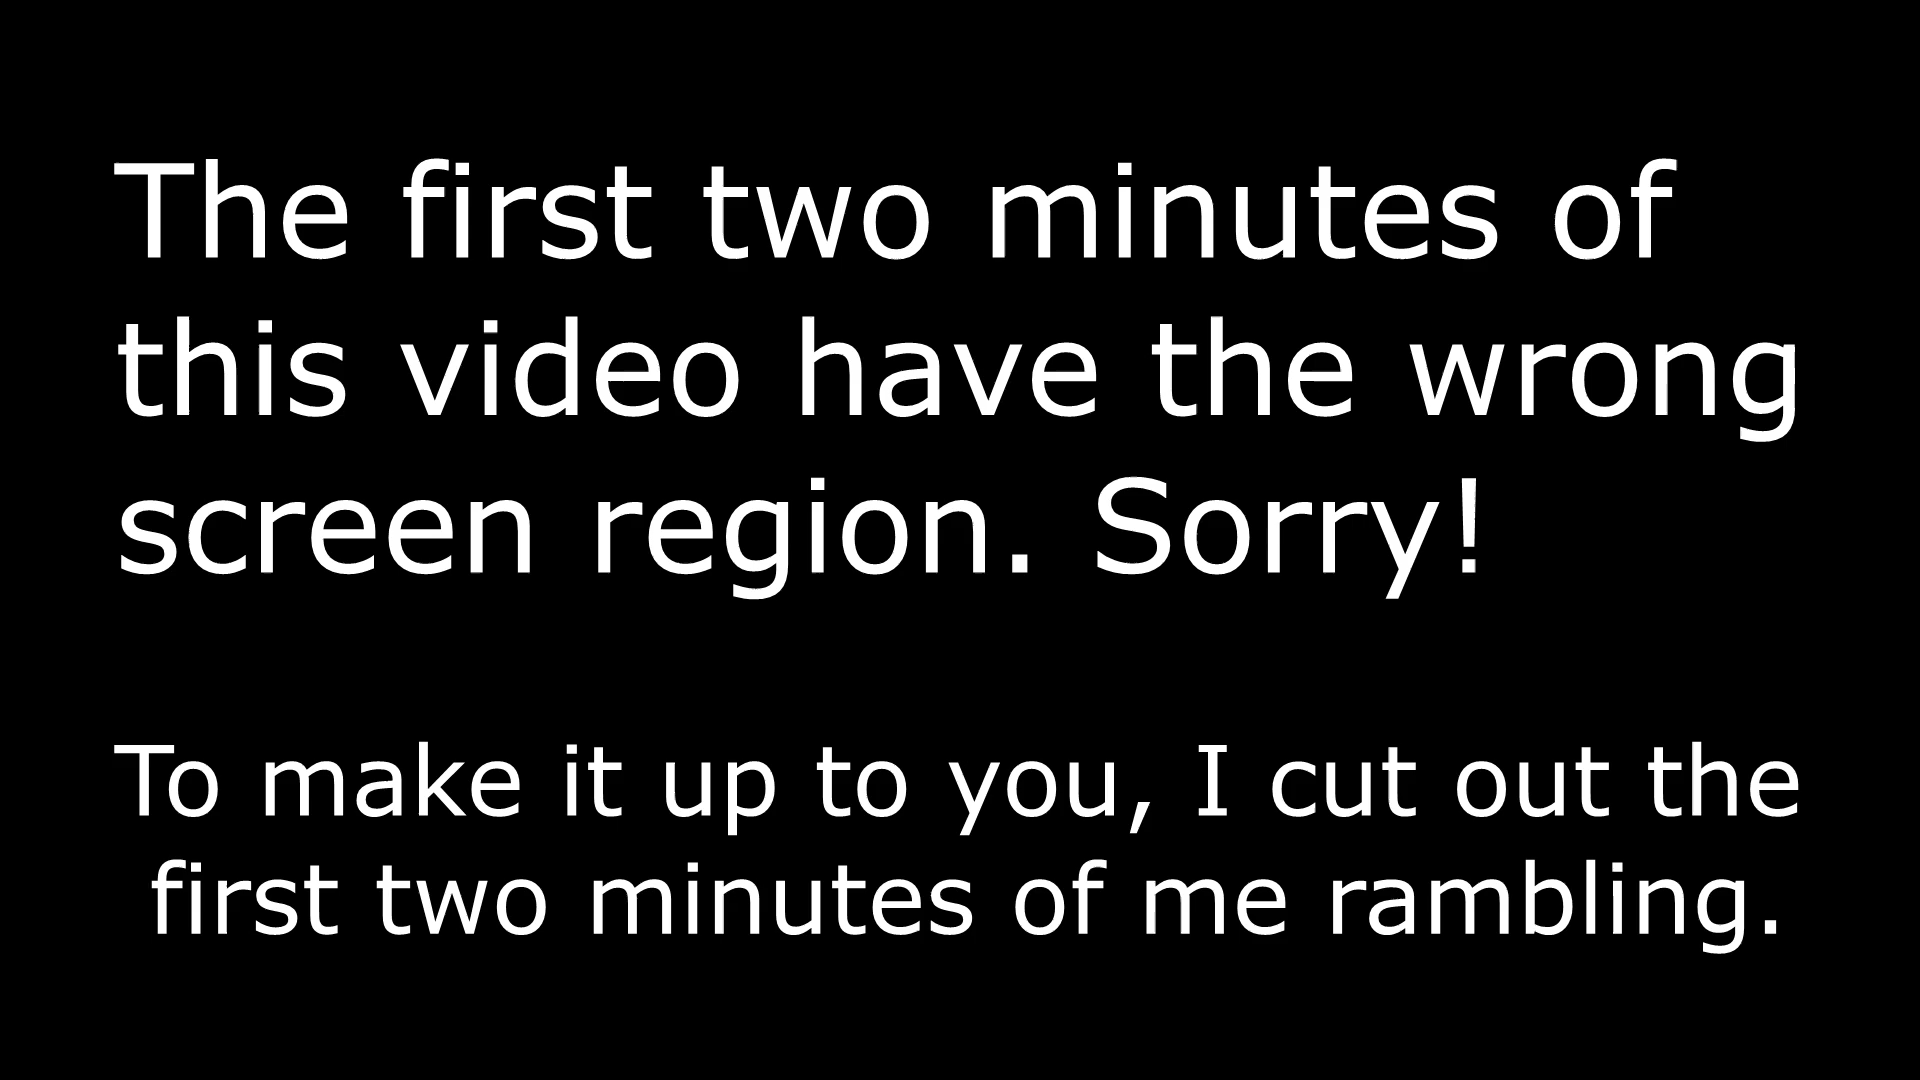 The first two minutes of
this video have the wrong
screen region. Sorry!
To make it up to you, I cut out the
first two minutes of me rambling.